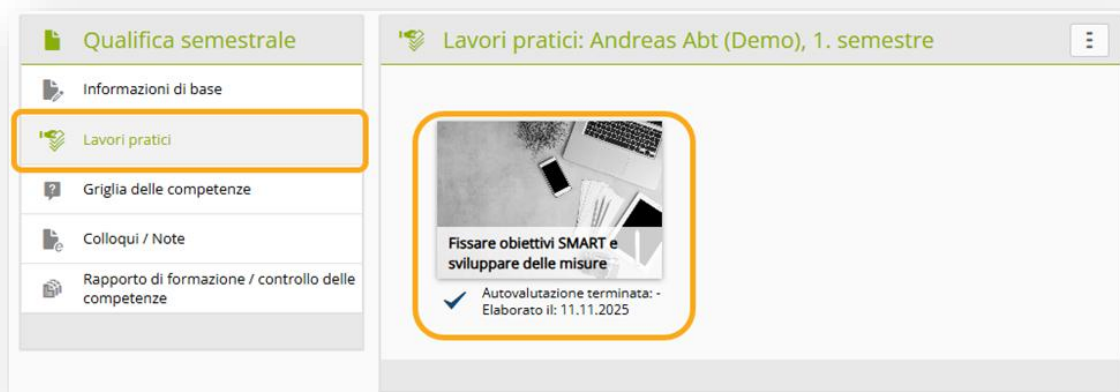 Qualifica semestrale
Informazioni di base
Lavori pratici
Griglia delle competenze
Colloqui / Note
Rapporto di formazione / controllo delle
competenze
Lavori pratici: Andreas Abt (Demo), 1. semestre
Fissare obiettivi SMART e
sviluppare delle misure
Autovalutazione terminata: -
Elaborato il: 11.11.2025